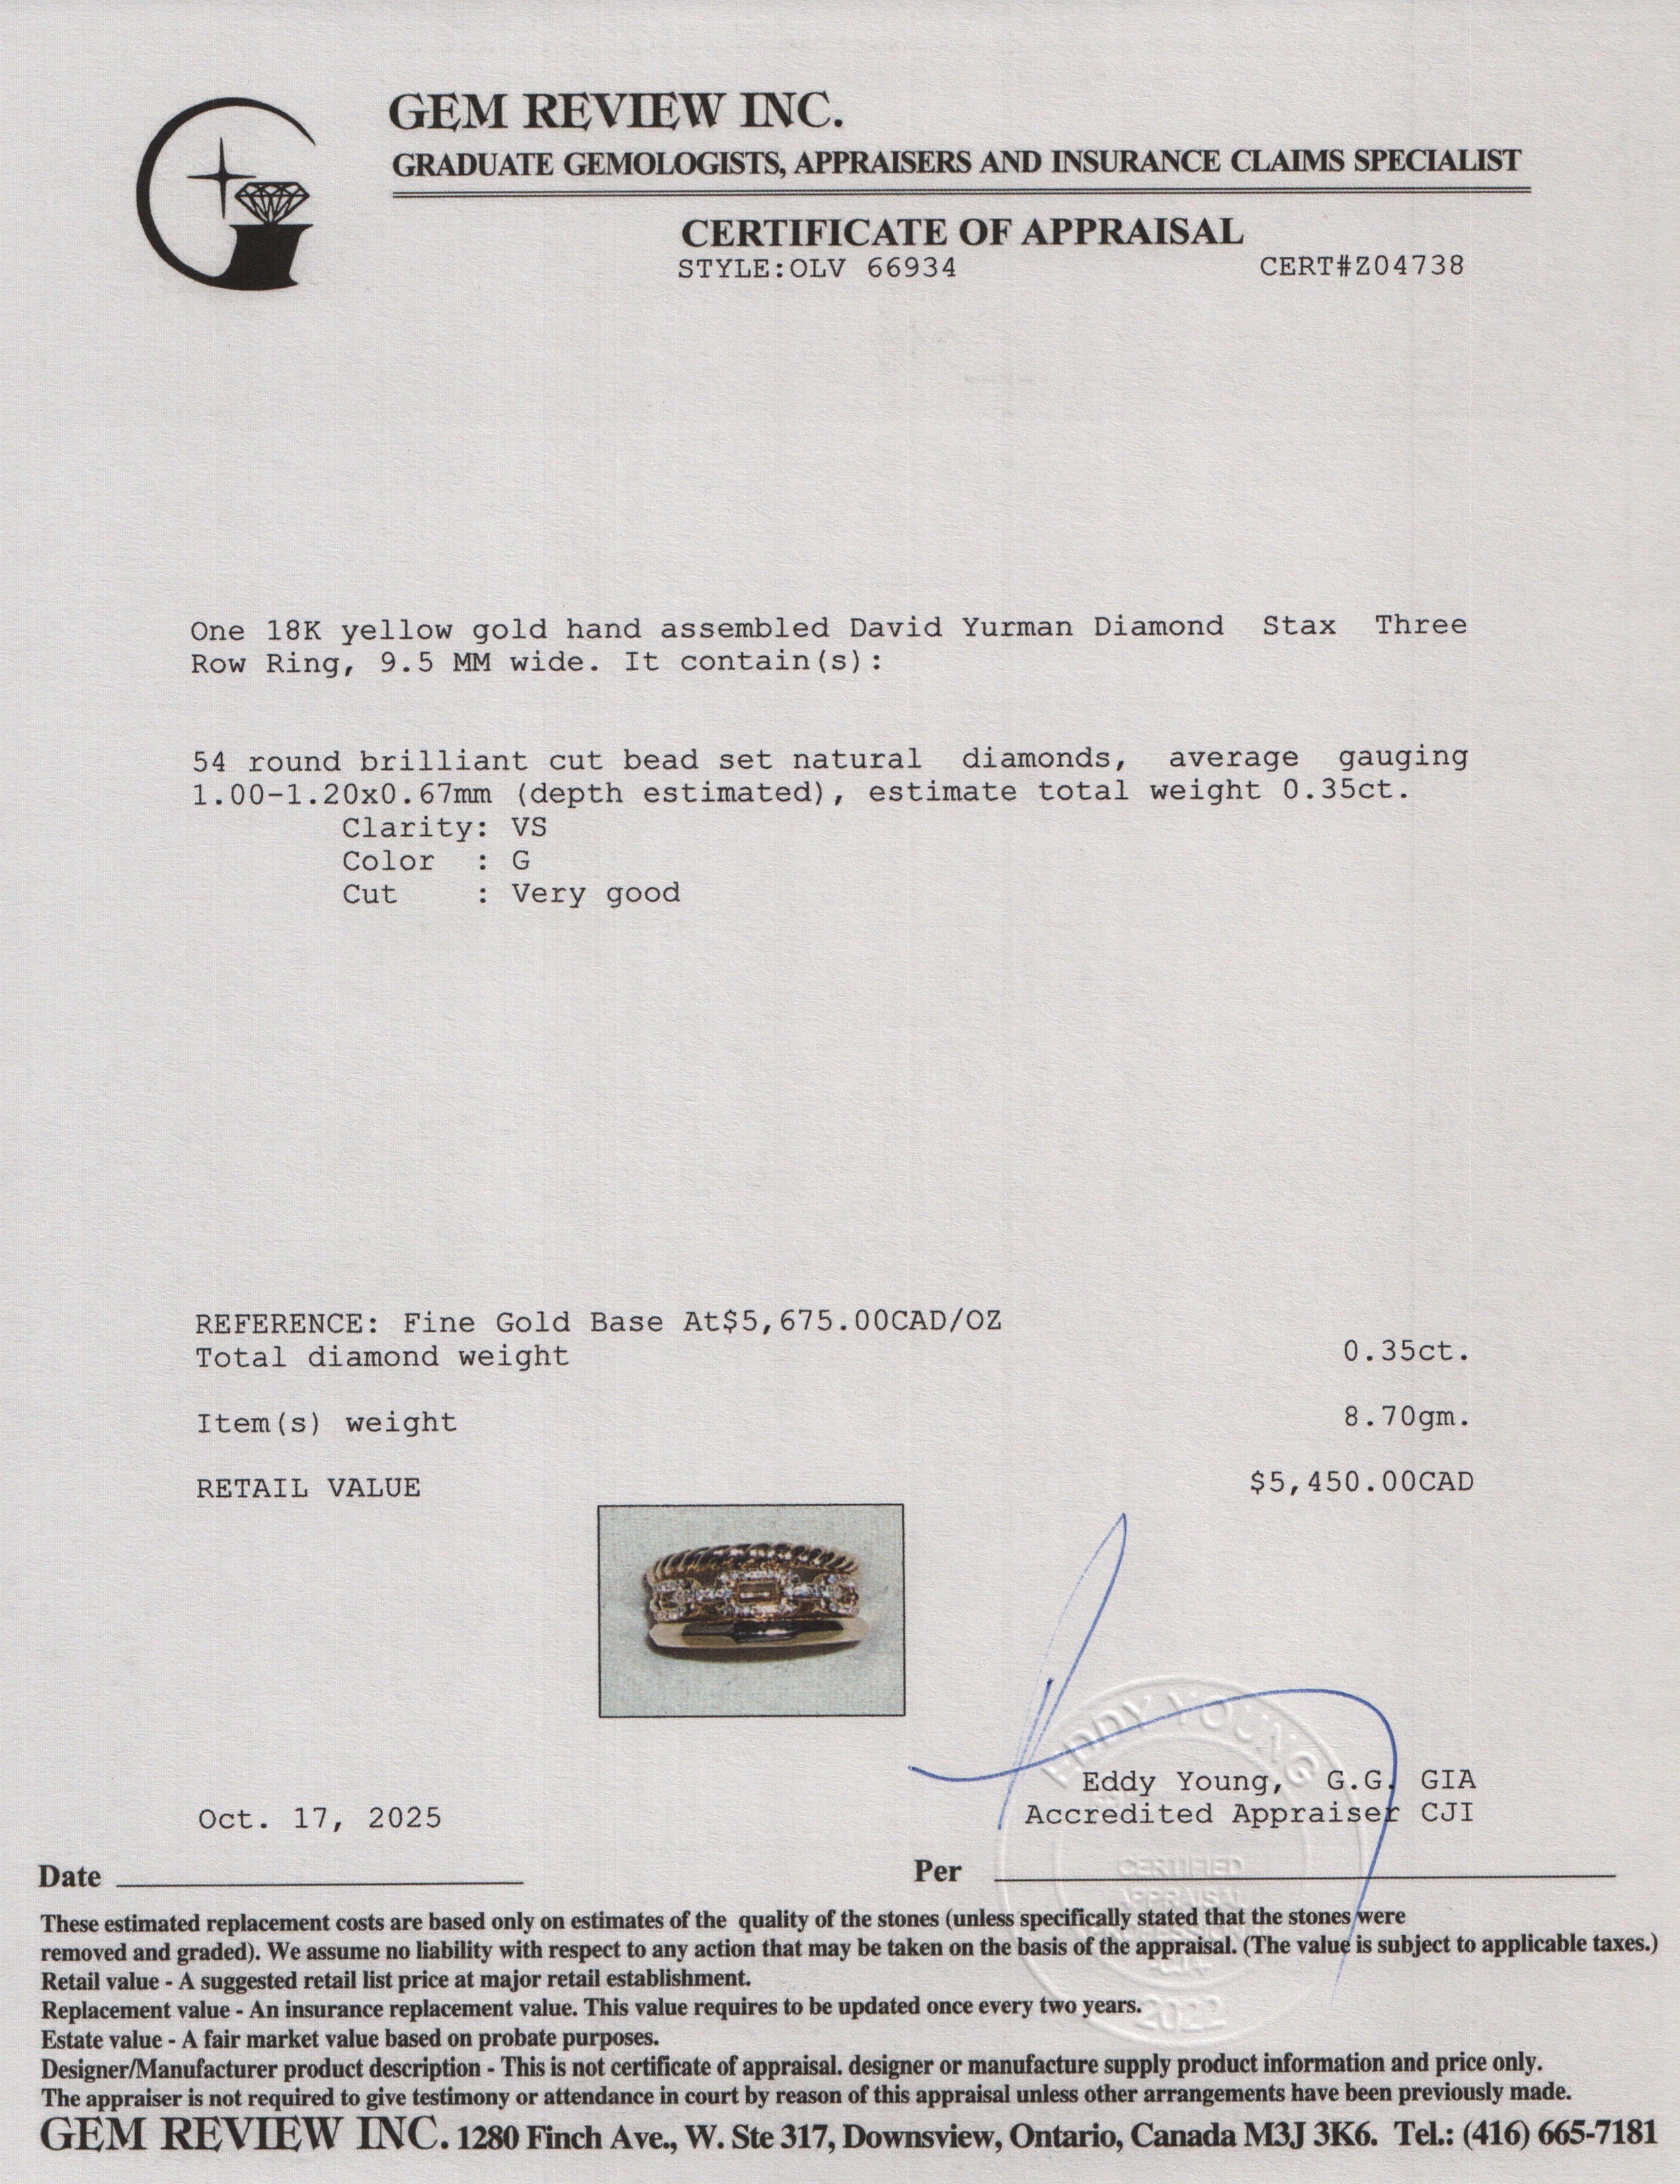 GEM REVIEW INC.
GRADUATE GEMOLOGISTS, APPRAISERS AND INSURANCE CLAIMS SPECIALIST
CERTIFICATE OF APPRAISAL
STYLE:OLV 66934 CERT#Z04738
One 18K yellow gold hand assembled David Yurman Diamond Stax Three
Row Ring, 9.5 MM wide. It contain(s):
54 round brilliant cut bead set natural diamonds, average gauging
1.00-1.20x0.67mm (depth estimated), estimate total weight 0.35ct.
Clarity: VS
Color : G
Cut : Very good
REFERENCE: Fine Gold Base At$5,675.00CAD/OZ
Total diamond weight 0.35ct.
Item(s) weight 8.70gm.
RETAIL VALUE $5,450.00CAD
EDDY YOUNG
Eddy Young, G.G. GIA
Oct. 17, 2025 Accredited Appraiser CJI
Date Per
CERTIFIED
APPRAISAL
2022
These estimated replacement costs are based only on estimates of the quality of the stones (unless specifically stated that the stones were
removed and graded). We assume no liability with respect to any action that may be taken on the basis of the appraisal. (The value is subject to applicable taxes.)
Retail value - A suggested retail list price at major retail establishment.
Replacement value - An insurance replacement value. This value requires to be updated once every two years.
Estate value - A fair market value based on probate purposes.
Designer/Manufacturer product description - This is not certificate of appraisal. designer or manufacture supply product information and price only.
The appraiser is not required to give testimony or attendance in court by reason of this appraisal unless other arrangements have been previously made.
GEM REVIEW INC. 1280 Finch Ave., W. Ste 317, Downsview, Ontario, Canada M3J 3K6. Tel.: (416) 665-7181